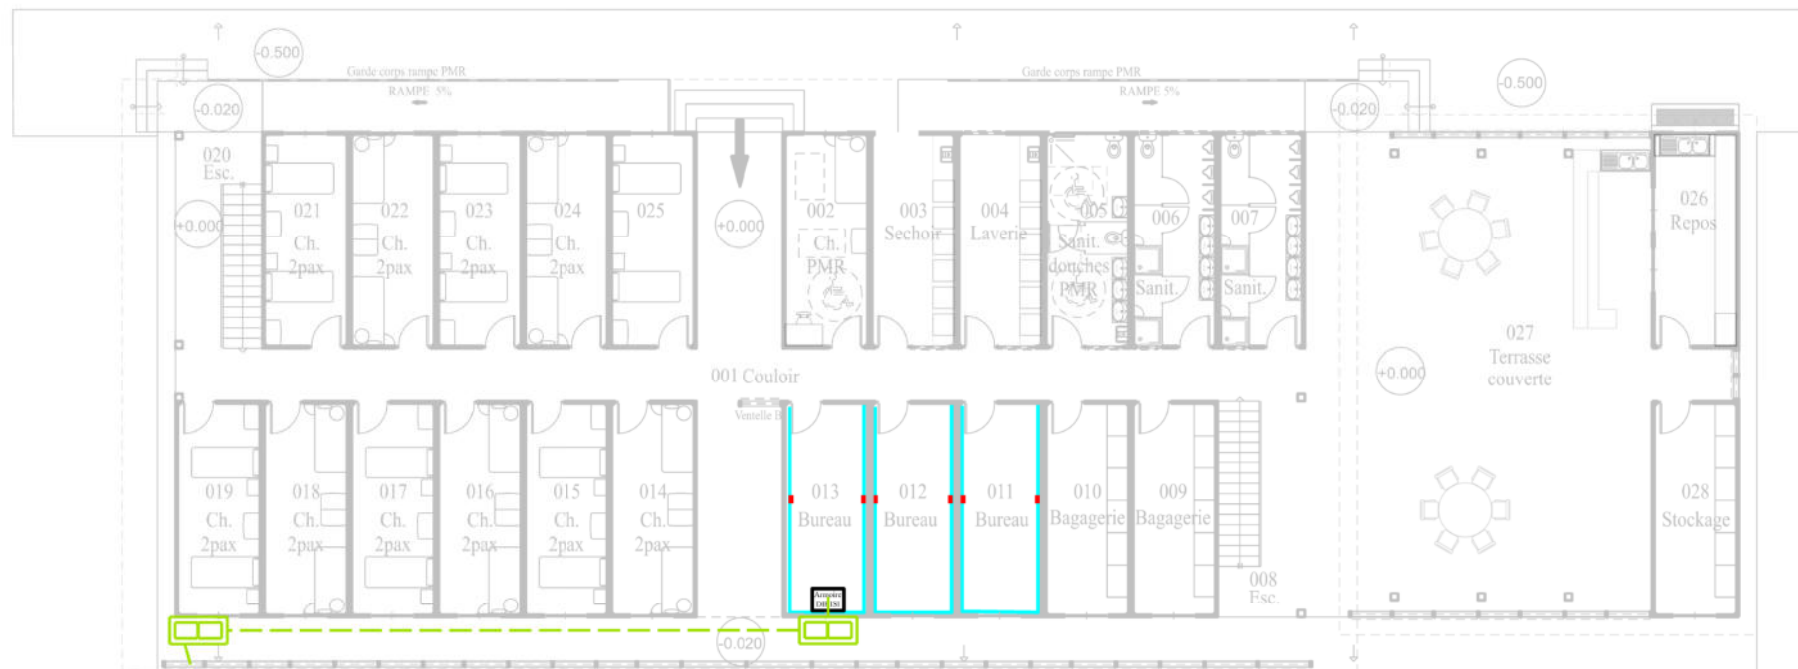 -0.500
Garde corps rampe PMR
Garde corps rampe PMR
-0.500
RAMPE 5%
RAMPE 5%
-0.020
-0.020
020
Esc.
+0.000
021
Ch.
2pax
022
Ch.
2pax
023
Ch.
2pax
024
Ch.
2pax
025
+0.000
002
Ch.
PMR
003
Sechoir
004
Laverie
005
Sanit.
douches
PMR
006
Sanit.
007
Sanit.
026
Repos
027
Terrasse
couverte
+0.000
001 Couloir
Ventelle B
019
Ch.
2pax
018
Ch.
2pax
017
Ch.
2pax
016
Ch.
2pax
015
Ch.
2pax
014
Ch.
2pax
013
Bureau
012
Bureau
011
Bureau
010
Bagagerie
009
Bagagerie
028
Stockage
008
Esc.
Armoire
-0.020